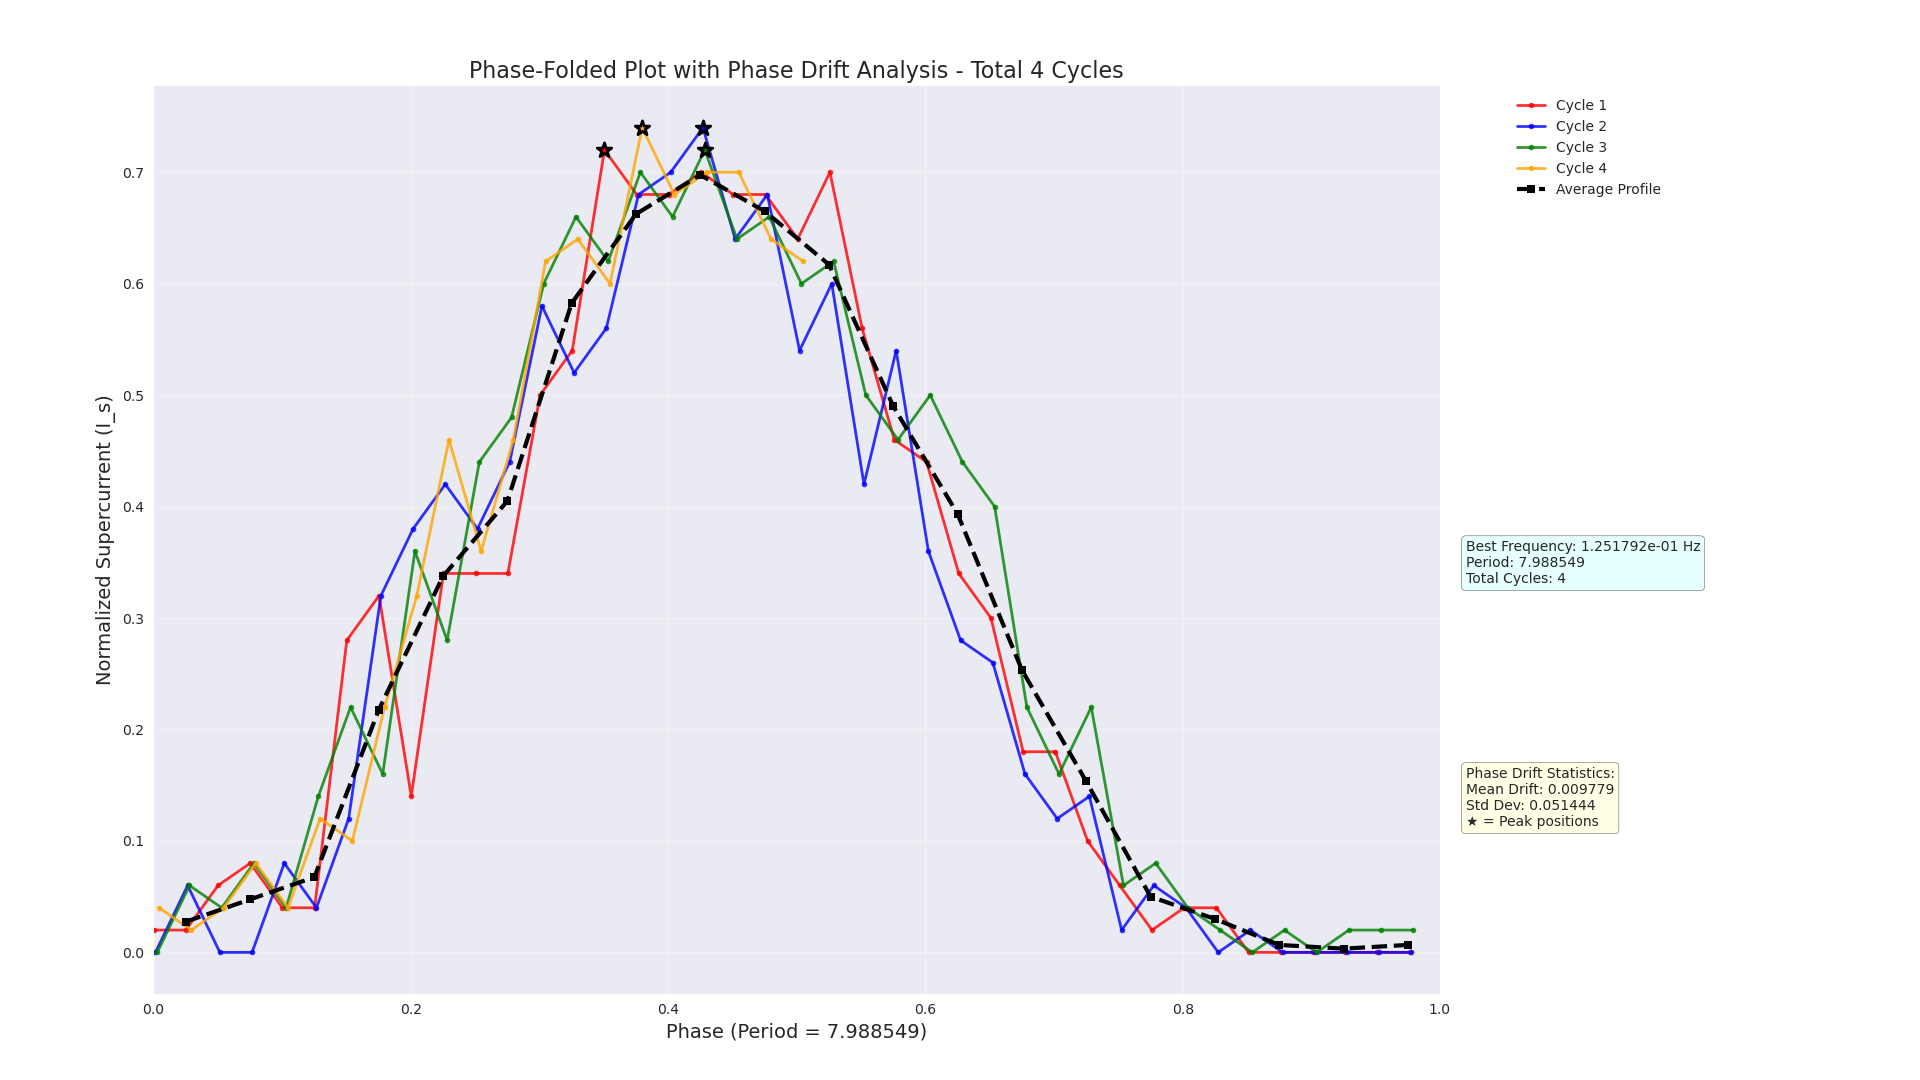 Phase-Folded Plot with Phase Drift Analysis - Total 4 Cycles
Cycle 1
Cycle 2
Cycle 3
Cycle 4
Average Profile
Normalized Supercurrent (I_s)
0.7
0.6
0.5
0.4
0.3
0.2
0.1
0.0
Best Frequency: 1.251792e-01 Hz
Period: 7.988549
Total Cycles: 4
Phase Drift Statistics:
Mean Drift: 0.009779
Std Dev: 0.051444
★ = Peak positions
0.0
0.2
0.4
0.6
0.8
1.0
Phase (Period = 7.988549)